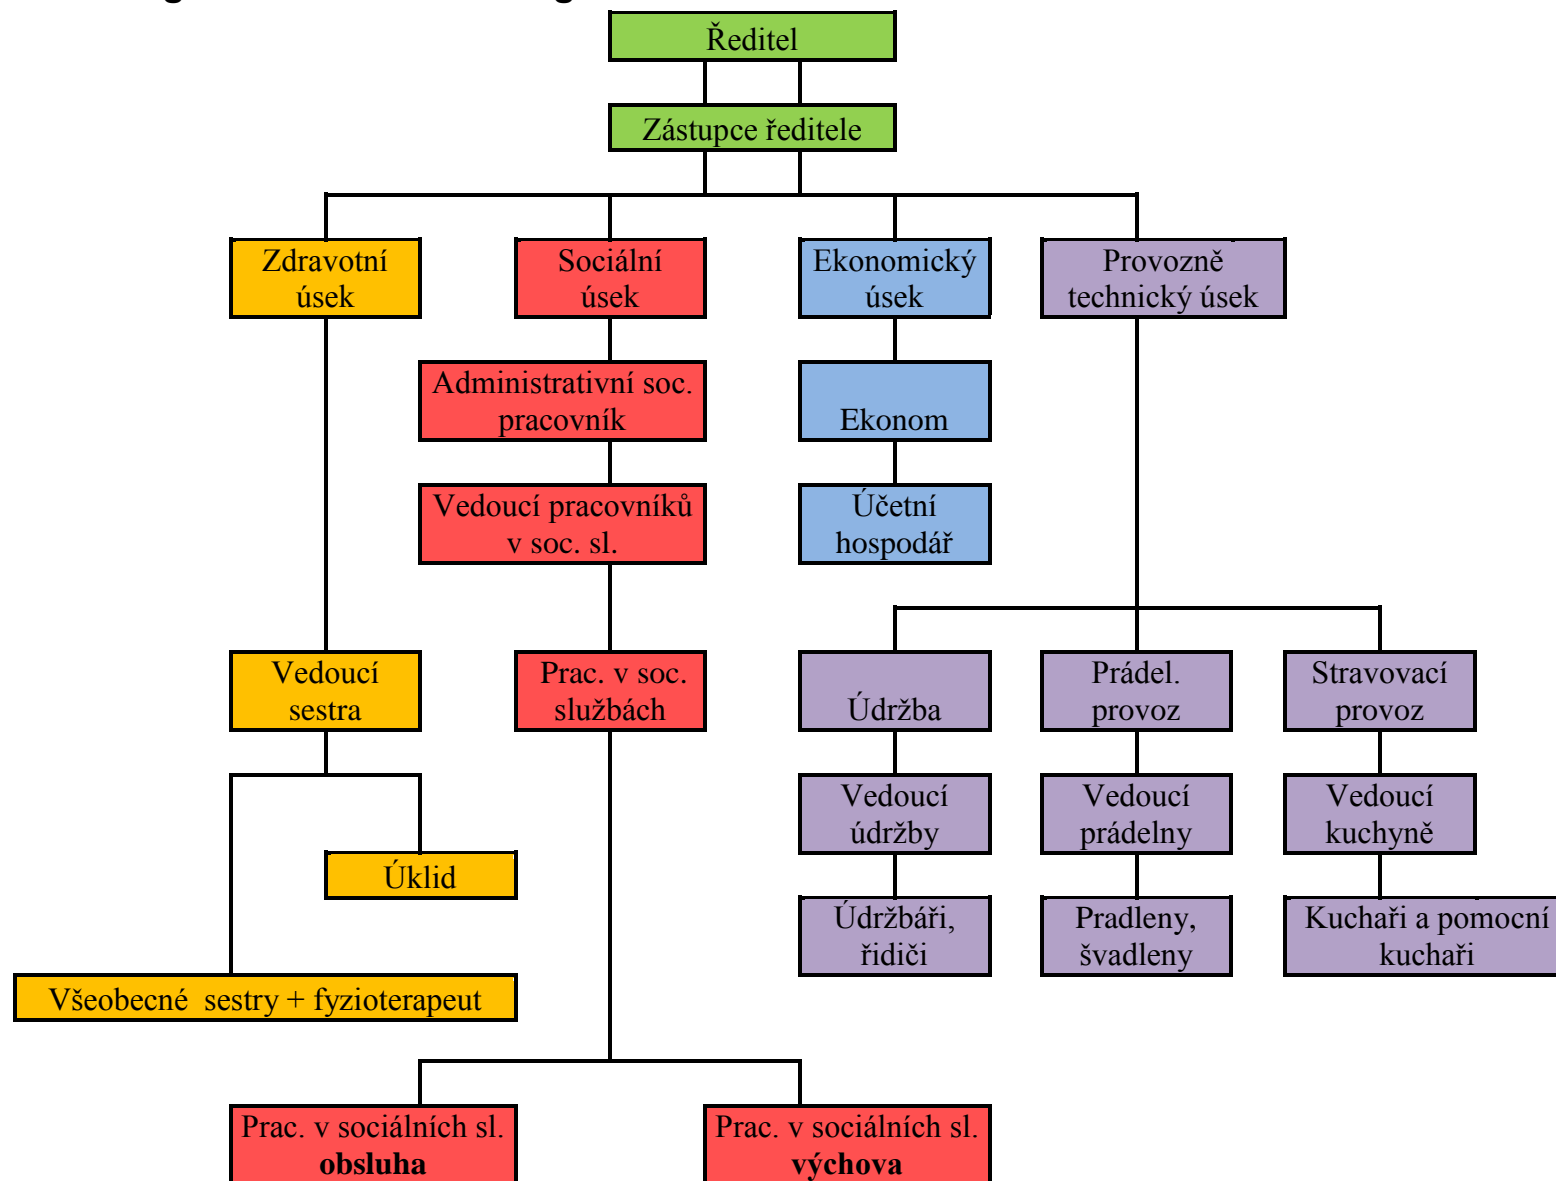 Ředitel
Zástupce ředitele
Zdravotní
úsek
Sociální
úsek
Ekonomický
úsek
Provozně
technický úsek
Administrativní soc.
pracovník
Ekonom
Vedoucí pracovníků
v soc. sl.
Účetní
hospodář
Vedoucí
sestra
Prac. v soc.
službách
Údržba
Prádel.
provoz
Stravovací
provoz
Vedoucí
údržby
Vedoucí
prádelny
Vedoucí
kuchyně
Úklid
Údržbáři,
řidiči
Pradleny,
švadleny
Kuchaři a pomocní
kuchaři
Všeobecné sestry + fyzioterapeut
Prac. v sociálních sl.
obsluha
Prac. v sociálních sl.
výchova